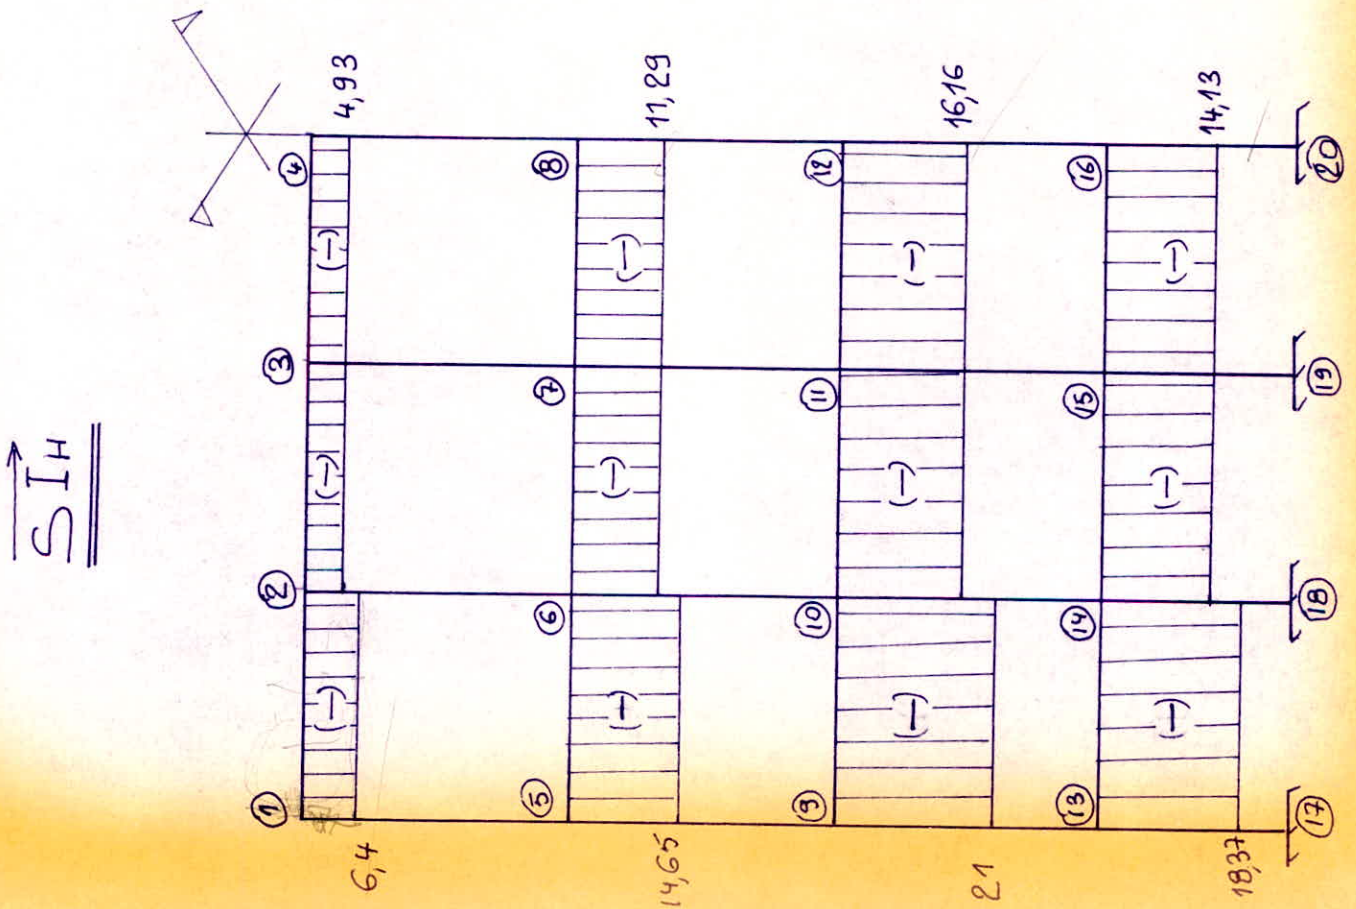 SIH
① ② ③ ④
(−) (−) (−)
6,4 4,93
⑤ ⑥ ⑦ ⑧
(−) (−) (−)
14,65 11,29
⑨ ⑩ ⑪ ⑫
(−) (−) (−)
21 16,16
⑬ ⑭ ⑮ ⑯
(−) (−) (−)
18,37 14,13
⑰ ⑱ ⑲ ⑳